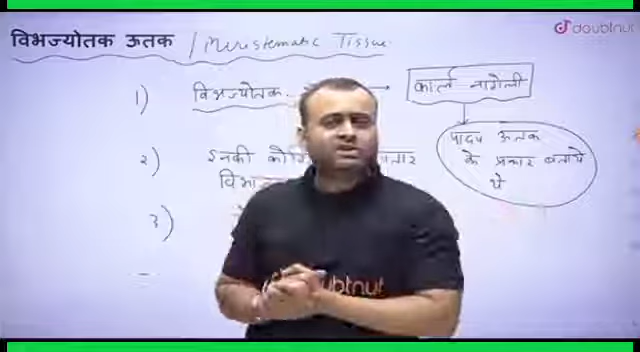 विभज्योतक ऊतक / Meristematic Tissue
doubtnut
1) विभज्योतक
कार्ल नागेली
पादप ऊतक
के प्रकार बताये
थे
2) इनकी
विभा
3)
doubtnut